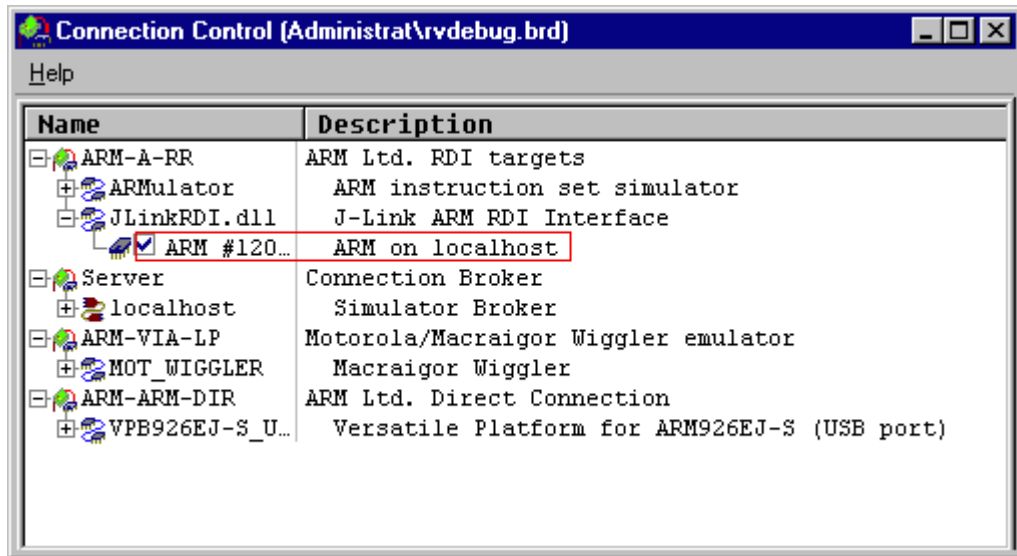 Connection Control (Administrat\rvdebug.brd)
Help
Name Description
ARM-A-RR ARM Ltd. RDI targets
ARMulator ARM instruction set simulator
JLinkRDI.dll J-Link ARM RDI Interface
ARM #120… ARM on localhost
Server Connection Broker
localhost Simulator Broker
ARM-VIA-LP Motorola/Macraigor Wiggler emulator
MOT_WIGGLER Macraigor Wiggler
ARM-ARM-DIR ARM Ltd. Direct Connection
VPB926EJ-S_U… Versatile Platform for ARM926EJ-S (USB port)